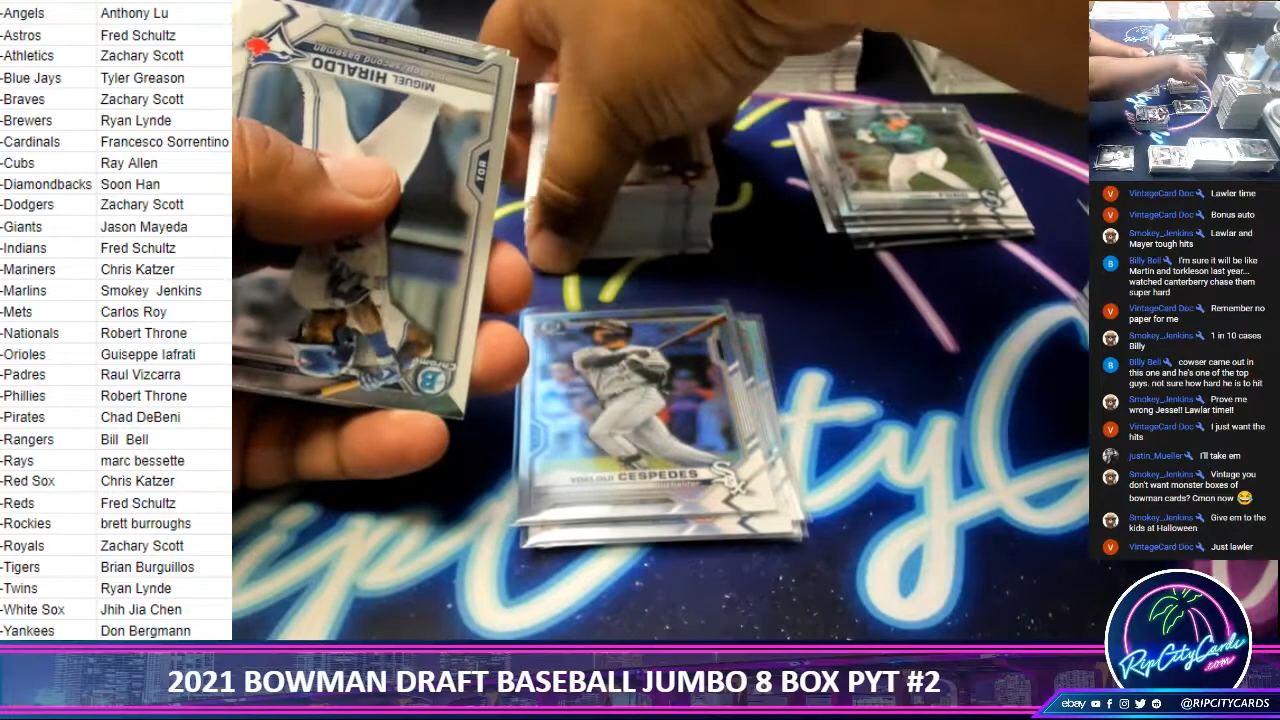 -Angels Anthony Lu
-Astros Fred Schultz
-Athletics Zachary Scott
-Blue Jays Tyler Greason
-Braves Zachary Scott
-Brewers Ryan Lynde
-Cardinals Francesco Sorrentino
-Cubs Ray Allen
-Diamondbacks Soon Han
-Dodgers Zachary Scott
-Giants Jason Mayeda
-Indians Fred Schultz
-Mariners Chris Katzer
-Marlins Smokey Jenkins
-Mets Carlos Roy
-Nationals Robert Throne
-Orioles Guiseppe Iafrati
-Padres Raul Vizcarra
-Phillies Robert Throne
-Pirates Chad DeBeni
-Rangers Bill Bell
-Rays marc bessette
-Red Sox Chris Katzer
-Reds Fred Schultz
-Rockies brett burroughs
-Royals Zachary Scott
-Tigers Brian Burguillos
-Twins Ryan Lynde
-White Sox Jhih Jia Chen
-Yankees Don Bergmann
MIGUEL HIRALDO
TOR
Chrome
B
YOELQUI CESPEDES
outfielder
Sox
V VintageCard Doc Lawler time
V VintageCard Doc Bonus auto
Smokey_Jenkins Lawlar and
Mayer tough hits
B Billy Bell I'm sure it will be like
Martin and torkleson last year...
watched canterberry chase them
super hard
V VintageCard Doc Remember no
paper for me
Smokey_Jenkins 1 in 10 cases
Billy
B Billy Bell cowser came out in
this one and he's one of the top
guys. not sure how hard he is to hit
Smokey_Jenkins Prove me
wrong Jesse!! Lawlar time!!
V VintageCard Doc I just want the
hits
justin_Mueller I'll take em
Smokey_Jenkins Vintage you
don't want monster boxes of
bowman cards? Cmon now 😂
Smokey_Jenkins Give em to the
kids at Halloween
V VintageCard Doc Just lawler
RipCityCards
.com
2021 BOWMAN DRAFT BASEBALL JUMBO 8 BOX PYT #2
ebay @RIPCITYCARDS